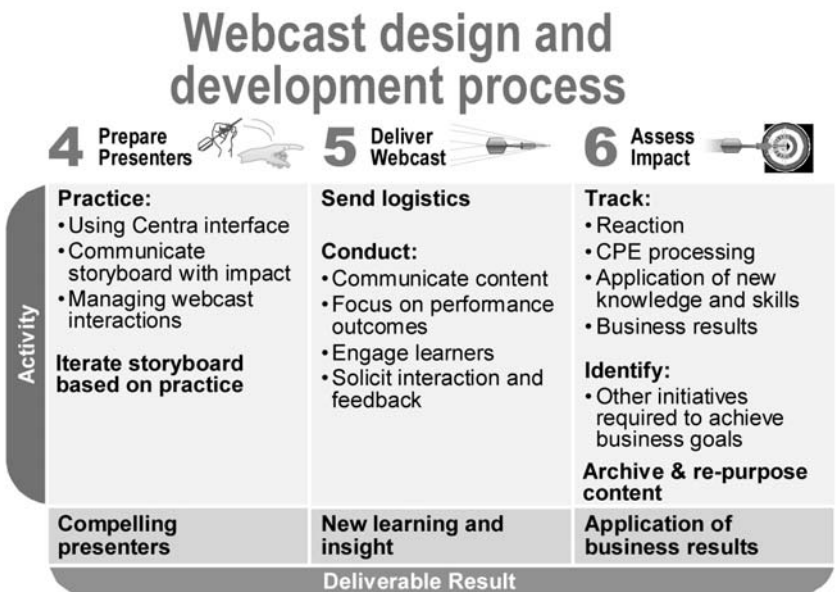 Webcast design and
development process
4 Prepare
Presenters
5 Deliver
Webcast
6 Assess
Impact
Activity
Practice:
• Using Centra interface
• Communicate
storyboard with impact
• Managing webcast
interactions
Iterate storyboard
based on practice
Send logistics
Conduct:
• Communicate content
• Focus on performance
outcomes
• Engage learners
• Solicit interaction and
feedback
Track:
• Reaction
• CPE processing
• Application of new
knowledge and skills
• Business results
Identify:
• Other initiatives
required to achieve
business goals
Archive & re-purpose
content
Compelling
presenters
New learning and
insight
Application of
business results
Deliverable Result